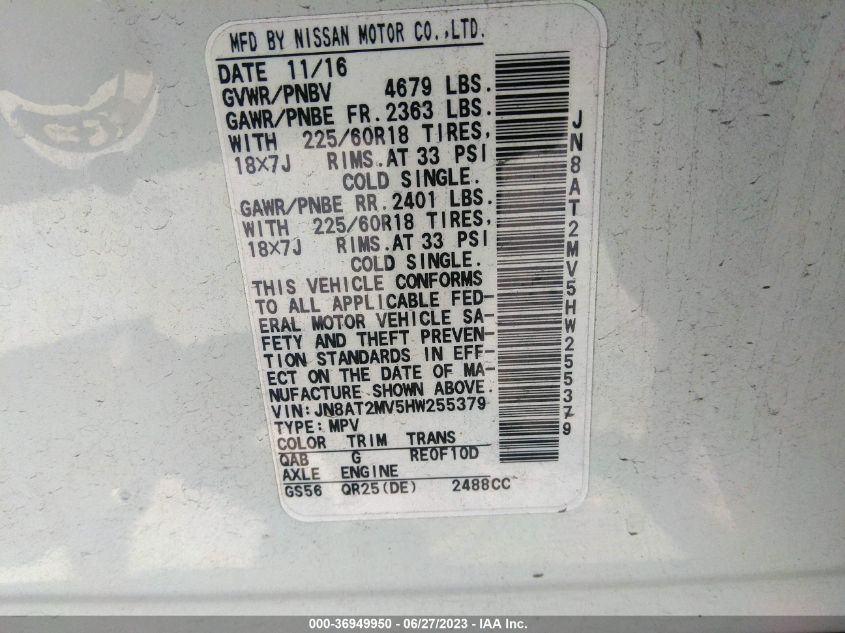 MFD BY NISSAN MOTOR CO.,LTD.
DATE 11/16
GVWR/PNBV 4679 LBS.
GAWR/PNBE FR. 2363 LBS.
WITH 225/60R18 TIRES,
18X7J RIMS.AT 33 PSI
COLD SINGLE.
GAWR/PNBE RR. 2401 LBS.
WITH 225/60R18 TIRES,
18X7J RIMS.AT 33 PSI
COLD SINGLE.
THIS VEHICLE CONFORMS
TO ALL APPLICABLE FED-
ERAL MOTOR VEHICLE SA-
FETY AND THEFT PREVEN-
TION STANDARDS IN EFF-
ECT ON THE DATE OF MA-
NUFACTURE SHOWN ABOVE.
VIN:JN8AT2MV5HW255379
TYPE:MPV
COLOR TRIM TRANS
QAB G RE0F10D
AXLE ENGINE
GS56 QR25(DE) 2488CC
JN8AT2MV5HW255379
000-36949950 - 06/27/2023 - IAA Inc.